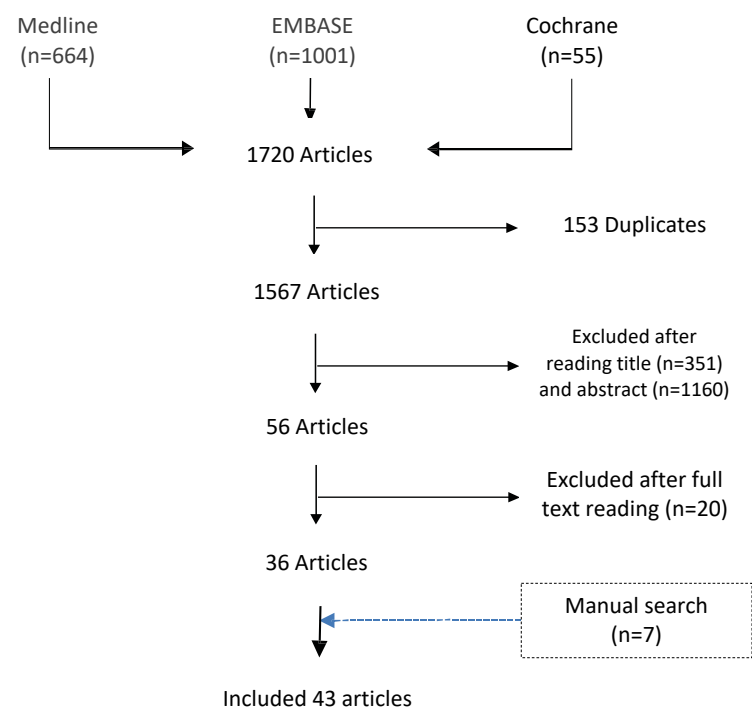 Medline
(n=664)
EMBASE
(n=1001)
Cochrane
(n=55)
1720 Articles
153 Duplicates
1567 Articles
Excluded after
reading title (n=351)
and abstract (n=1160)
56 Articles
Excluded after full
text reading (n=20)
36 Articles
Manual search
(n=7)
Included 43 articles